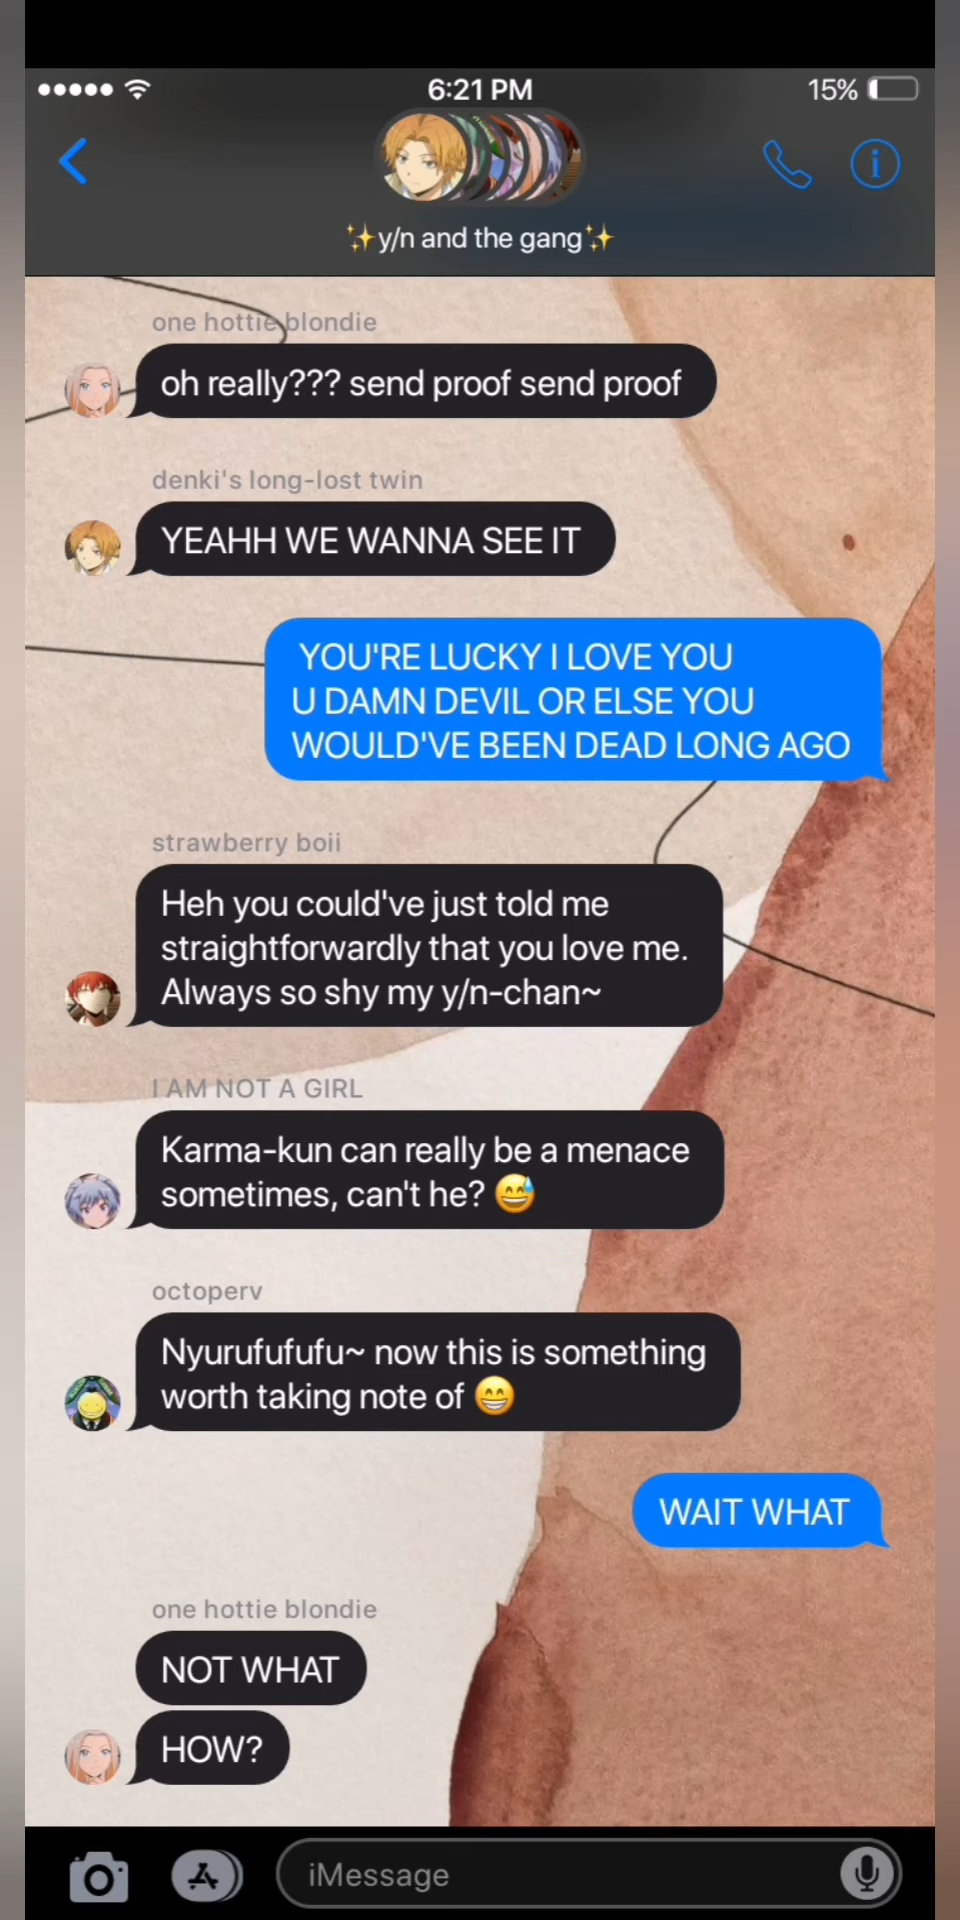 6:21 PM
15%
✨y/n and the gang✨
one hottie blondie
oh really??? send proof send proof
denki's long-lost twin
YEAHH WE WANNA SEE IT
YOU'RE LUCKY I LOVE YOU
U DAMN DEVIL OR ELSE YOU
WOULD'VE BEEN DEAD LONG AGO
strawberry boii
Heh you could've just told me
straightforwardly that you love me.
Always so shy my y/n-chan~
I AM NOT A GIRL
Karma-kun can really be a menace
sometimes, can't he? 😅
octoperv
Nyurufufufu~ now this is something
worth taking note of 😁
WAIT WHAT
one hottie blondie
NOT WHAT
HOW?
iMessage